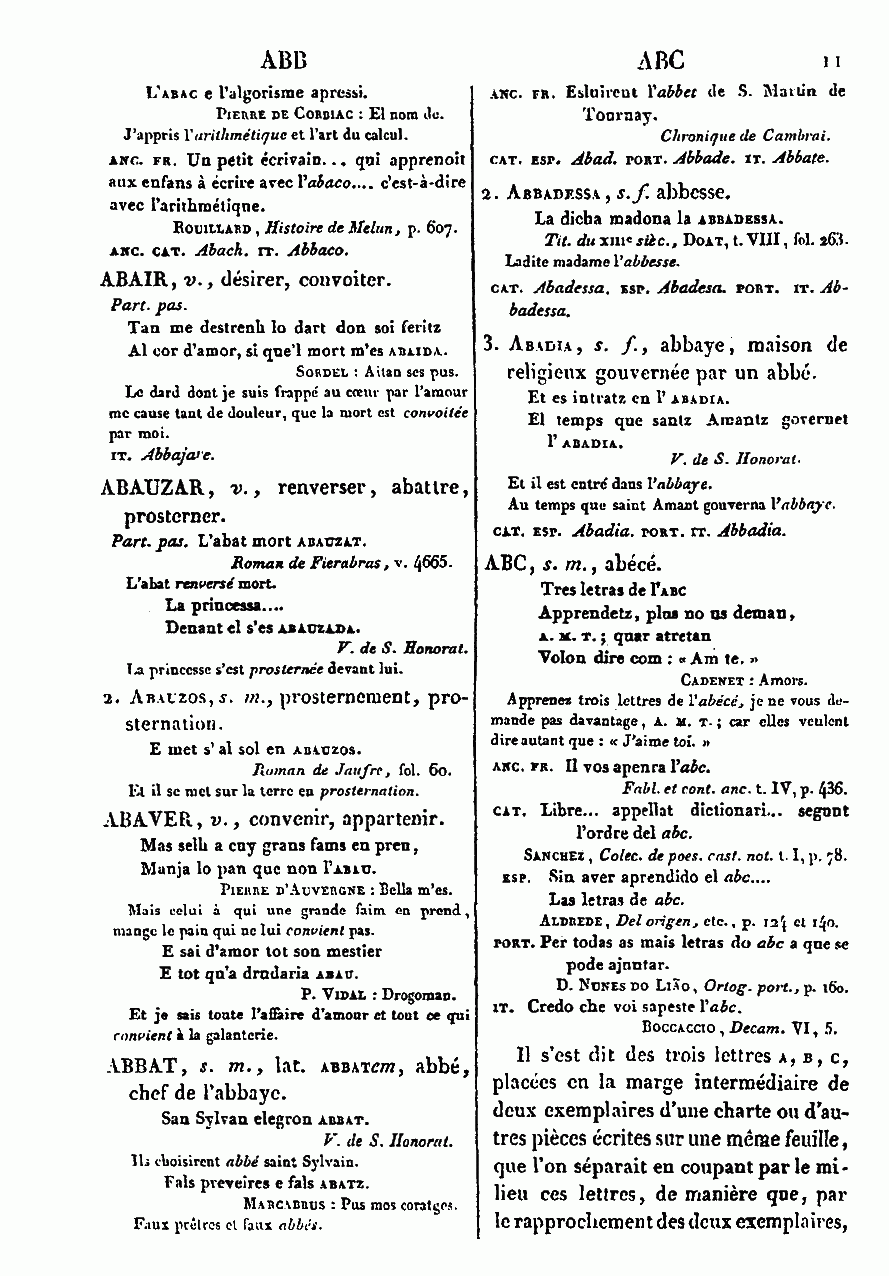 ABB
ABC
11
L'ABAC e l'algorisme apressi.
PIERRE DE CORBIAC : El nom de.
J'appris l'arithmétique et l'art du calcul.
ANC. FR. Un petit écrivain... qui apprenoit
aux enfans à écrire avec l'abaco.... c'est-à-dire
avec l'arithmétique.
ROUILLARD, Histoire de Melun, p. 607.
ANC. CAT. Abach. IT. Abbaco.
ABAIR, v., désirer, convoiter.
Part. pas.
Tan me destrenh lo dart don soi feritz
Al cor d'amor, si que'l mort m'es ABAIDA.
SORDEL : Aitan ses pus.
Le dard dont je suis frappé au cœur par l'amour
me cause tant de douleur, que la mort est convoitée
par moi.
IT. Abbajare.
ABAUZAR, v., renverser, abattre,
prosterner.
Part. pas. L'abat mort ABAUZAT.
Roman de Fierabras, v. 4665.
L'abat renversé mort.
La princessa....
Denant el s'es ABAUZADA.
V. de S. Honorat.
La princesse s'est prosternée devant lui.
2. ABAUZOS, s. m., prosternement, pro-
sternation.
E met s'al sol en ABAUZOS.
Roman de Jaufre, fol. 60.
Et il se met sur la terre en prosternation.
ABAVER, v., convenir, appartenir.
Mas selh a cuy grans fams en pren,
Manja lo pan que non l'ABAU.
PIERRE D'AUVERGNE : Bella m'es.
Mais celui à qui une grande faim en prend,
mange le pain qui ne lui convient pas.
E sai d'amor tot son mestier
E tot qu'a drudaria ABAU.
P. VIDAL : Drogoman.
Et je sais toute l'affaire d'amour et tout ce qui
convient à la galanterie.
ABBAT, s. m., lat. ABBATem, abbé,
chef de l'abbaye.
San Sylvan elegron ABBAT.
V. de S. Honorat.
Ils choisirent abbé saint Sylvain.
Fals preveires e fals ABATZ.
MARCABRUS : Pus mos coratges.
Faux prêtres et faux abbés.
ANC. FR. Esluirent l'abbet de S. Martin de
Tournay.
Chronique de Cambrai.
CAT. ESP. Abad. PORT. Abbade. IT. Abbate.
2. ABBADESSA, s. f. abbesse.
La dicha madona la ABBADESSA.
Tit. du XIIIe sièc., DOAT, t. VIII, fol. 263.
Ladite madame l'abbesse.
CAT. Abadessa. ESP. Abadesa. PORT. IT. Ab-
badessa.
3. ABADIA, s. f., abbaye, maison de
religieux gouvernée par un abbé.
Et es intratz en l'ABADIA.
El temps que santz Amantz governet
l'ABADIA.
V. de S. Honorat.
Et il est entré dans l'abbaye.
Au temps que saint Amant gouverna l'abbaye.
CAT. ESP. Abadia. PORT. IT. Abbadia.
ABC, s. m., abécé.
Tres letras de l'ABC
Apprendetz, plus no us deman,
A. M. T.; quar atretan
Volon dire com : « Am te. »
CADENET : Amors.
Apprenez trois lettres de l'abécé, je ne vous de-
mande pas davantage, A. M. T.; car elles veulent
dire autant que : « J'aime toi. »
ANC. FR. Il vos apenra l'abc.
Fabl. et cont. anc. t. IV, p. 436.
CAT. Libre... appellat dictionari... segunt
l'ordre del abc.
SANCHEZ, Colec. de poes. cast. not. t. I, p. 78.
ESP. Sin aver aprendido el abc....
Las letras de abc.
ALDREDE, Del origen, etc., p. 124 et 140.
PORT. Per todas as mais letras do abc a que se
pode ajuntar.
D. NUNES DO LIÃO, Ortog. port., p. 160.
IT. Credo che voi sapeste l'abc.
BOCCACCIO, Decam. VI, 5.
Il s'est dit des trois lettres A, B, C,
placées en la marge intermédiaire de
deux exemplaires d'une charte ou d'au-
tres pièces écrites sur une même feuille,
que l'on séparait en coupant par le mi-
lieu ces lettres, de manière que, par
le rapprochement des deux exemplaires,